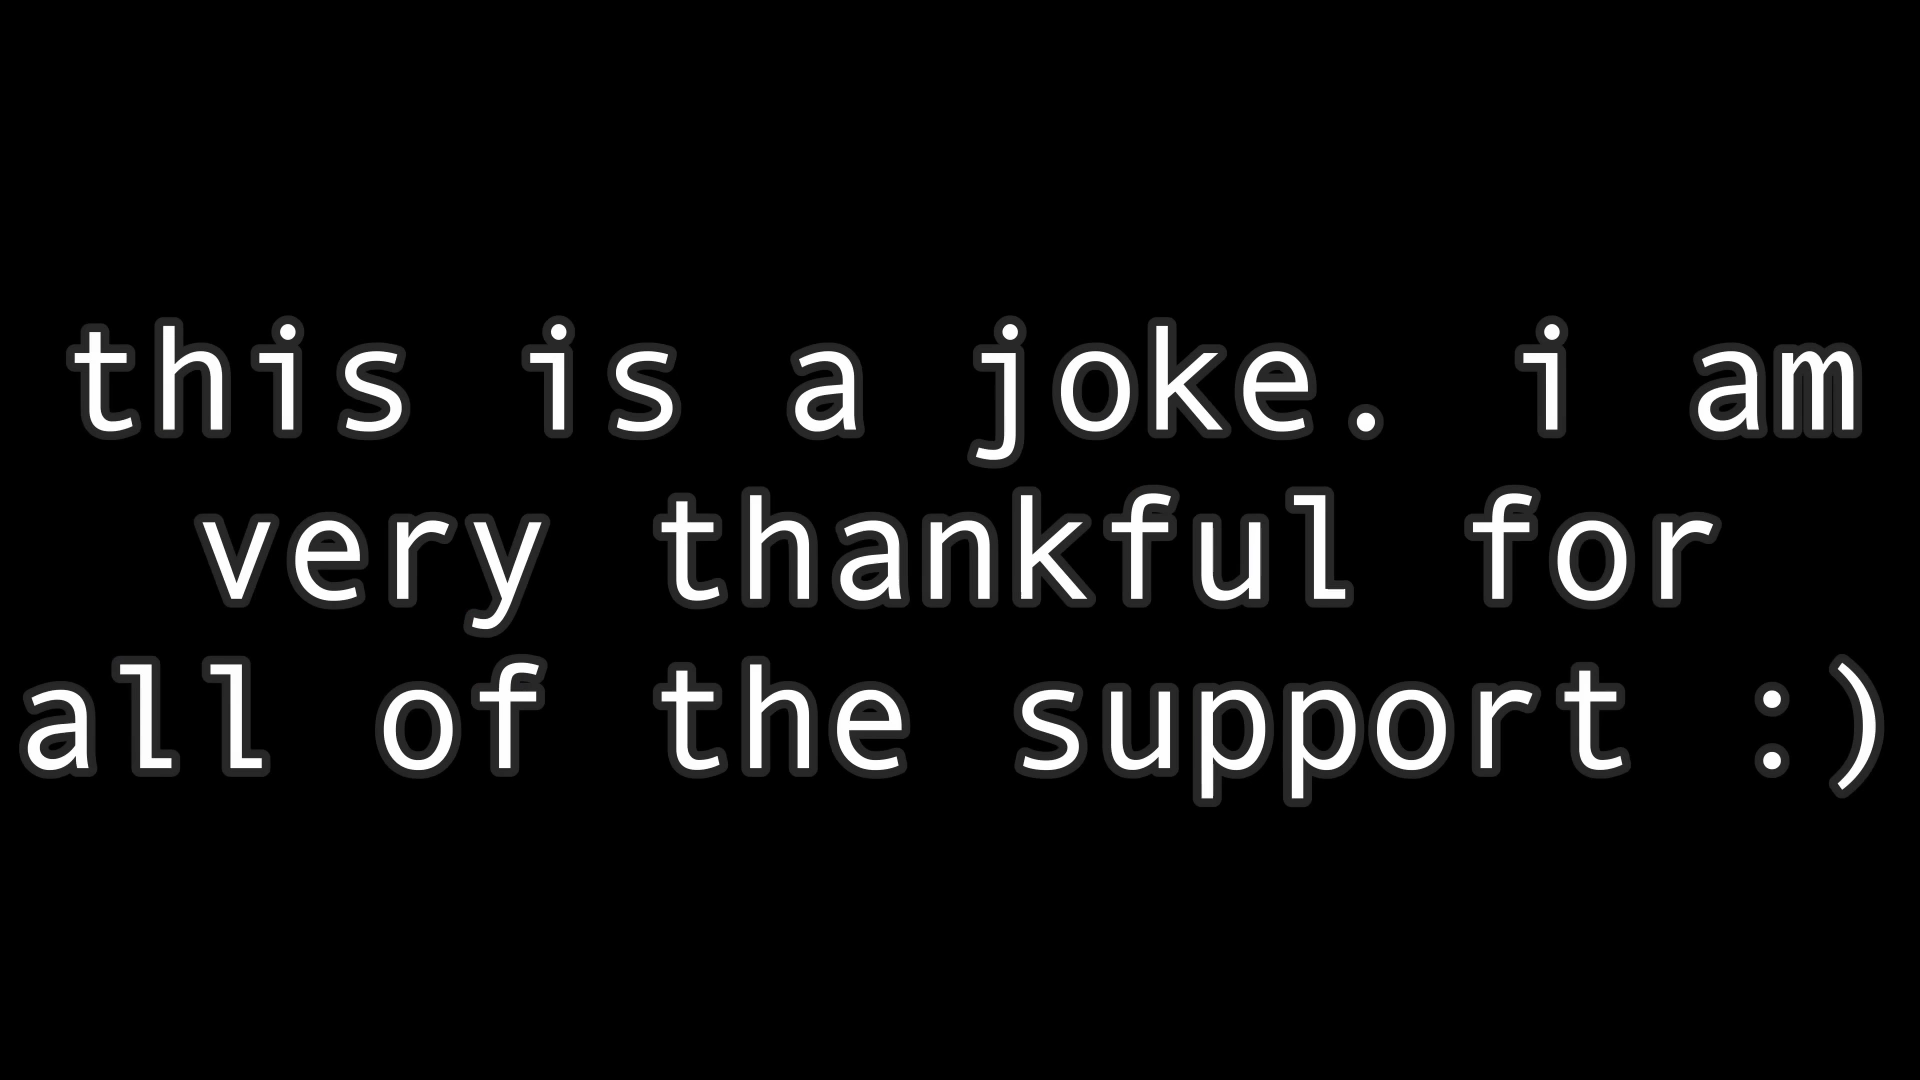 this is a joke. i am
very thankful for
all of the support :)